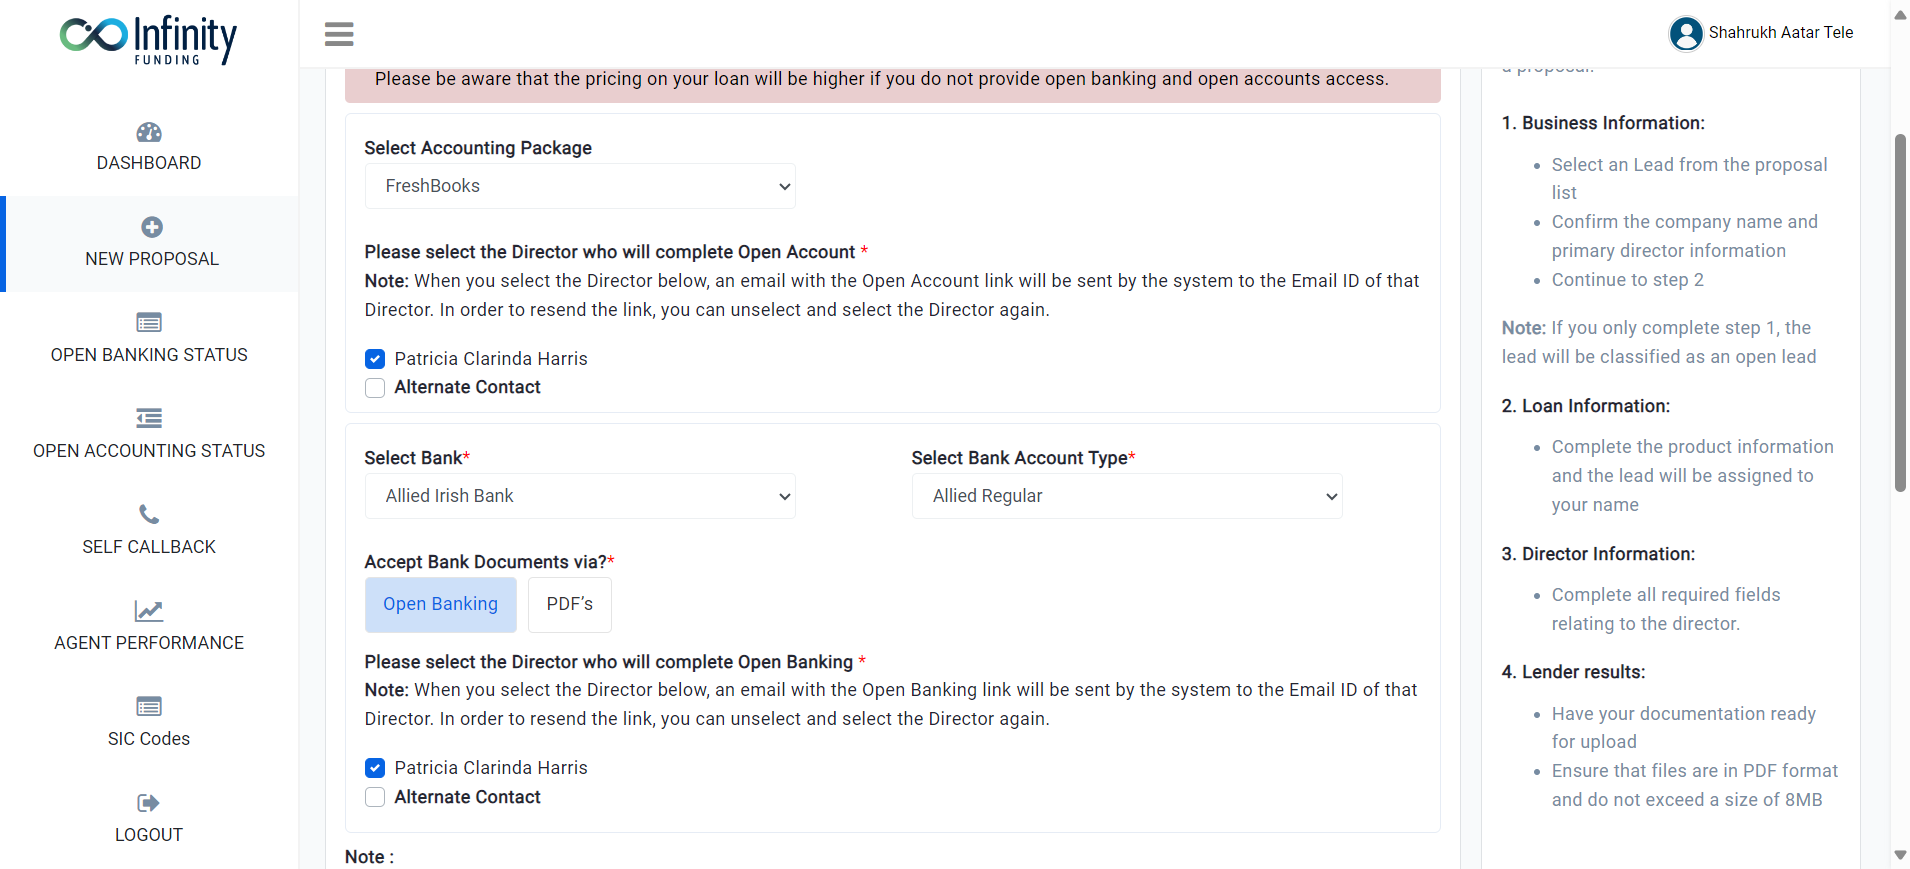 Infinity
FUNDING
DASHBOARD
NEW PROPOSAL
OPEN BANKING STATUS
OPEN ACCOUNTING STATUS
SELF CALLBACK
AGENT PERFORMANCE
SIC Codes
LOGOUT
Shahrukh Aatar Tele
Please be aware that the pricing on your loan will be higher if you do not provide open banking and open accounts access.
Select Accounting Package
FreshBooks
Please select the Director who will complete Open Account *
Note: When you select the Director below, an email with the Open Account link will be sent by the system to the Email ID of that
Director. In order to resend the link, you can unselect and select the Director again.
Patricia Clarinda Harris
Alternate Contact
Select Bank*
Allied Irish Bank
Select Bank Account Type*
Allied Regular
Accept Bank Documents via?*
Open Banking
PDF’s
Please select the Director who will complete Open Banking *
Note: When you select the Director below, an email with the Open Banking link will be sent by the system to the Email ID of that
Director. In order to resend the link, you can unselect and select the Director again.
Patricia Clarinda Harris
Alternate Contact
Note :
a proposal.
1. Business Information:
Select an Lead from the proposal
list
Confirm the company name and
primary director information
Continue to step 2
Note: If you only complete step 1, the
lead will be classified as an open lead
2. Loan Information:
Complete the product information
and the lead will be assigned to
your name
3. Director Information:
Complete all required fields
relating to the director.
4. Lender results:
Have your documentation ready
for upload
Ensure that files are in PDF format
and do not exceed a size of 8MB